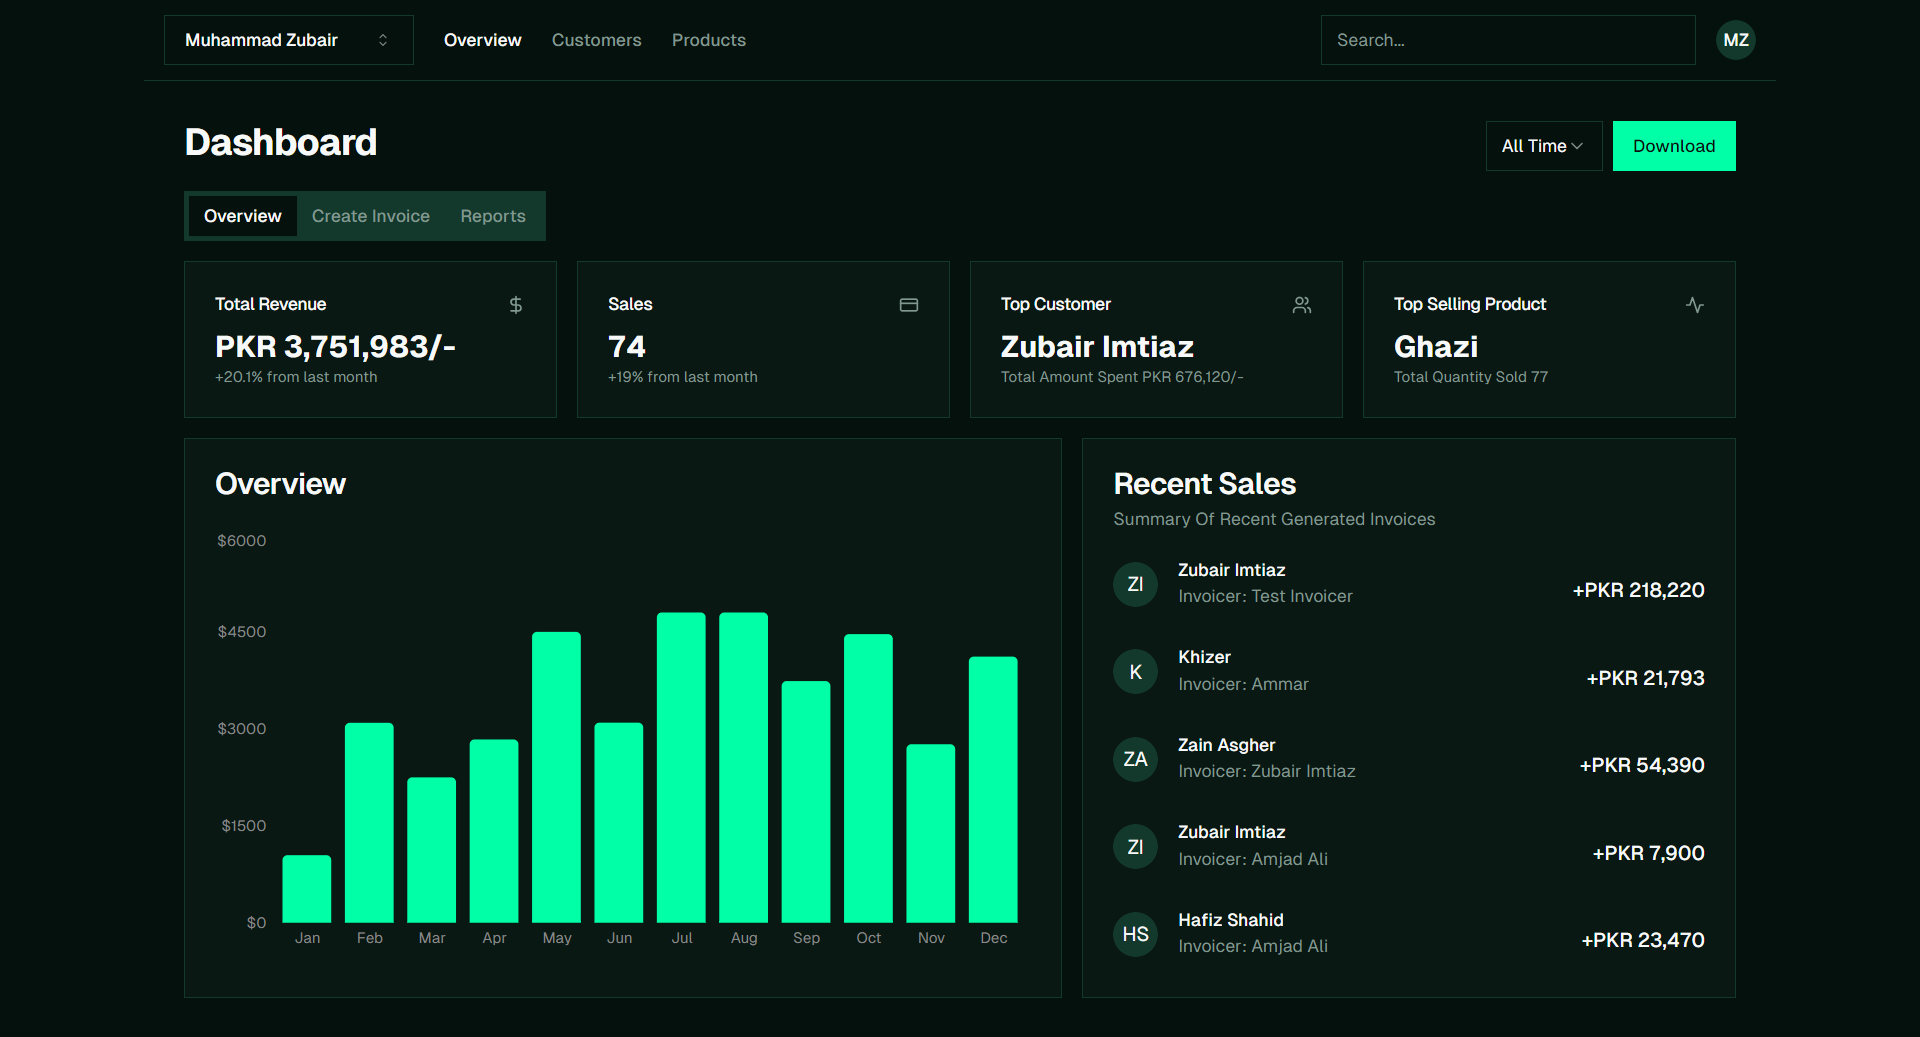 Muhammad Zubair
Overview
Customers
Products
Search...
MZ
Dashboard
All Time
Download
Overview
Create Invoice
Reports
Total Revenue
PKR 3,751,983/-
+20.1% from last month
Sales
74
+19% from last month
Top Customer
Zubair Imtiaz
Total Amount Spent PKR 676,120/-
Top Selling Product
Ghazi
Total Quantity Sold 77
Overview
$6000
$4500
$3000
$1500
$0
Jan Feb Mar Apr May Jun Jul Aug Sep Oct Nov Dec
Recent Sales
Summary Of Recent Generated Invoices
ZI
Zubair Imtiaz
Invoicer: Test Invoicer
+PKR 218,220
K
Khizer
Invoicer: Ammar
+PKR 21,793
ZA
Zain Asgher
Invoicer: Zubair Imtiaz
+PKR 54,390
ZI
Zubair Imtiaz
Invoicer: Amjad Ali
+PKR 7,900
HS
Hafiz Shahid
Invoicer: Amjad Ali
+PKR 23,470